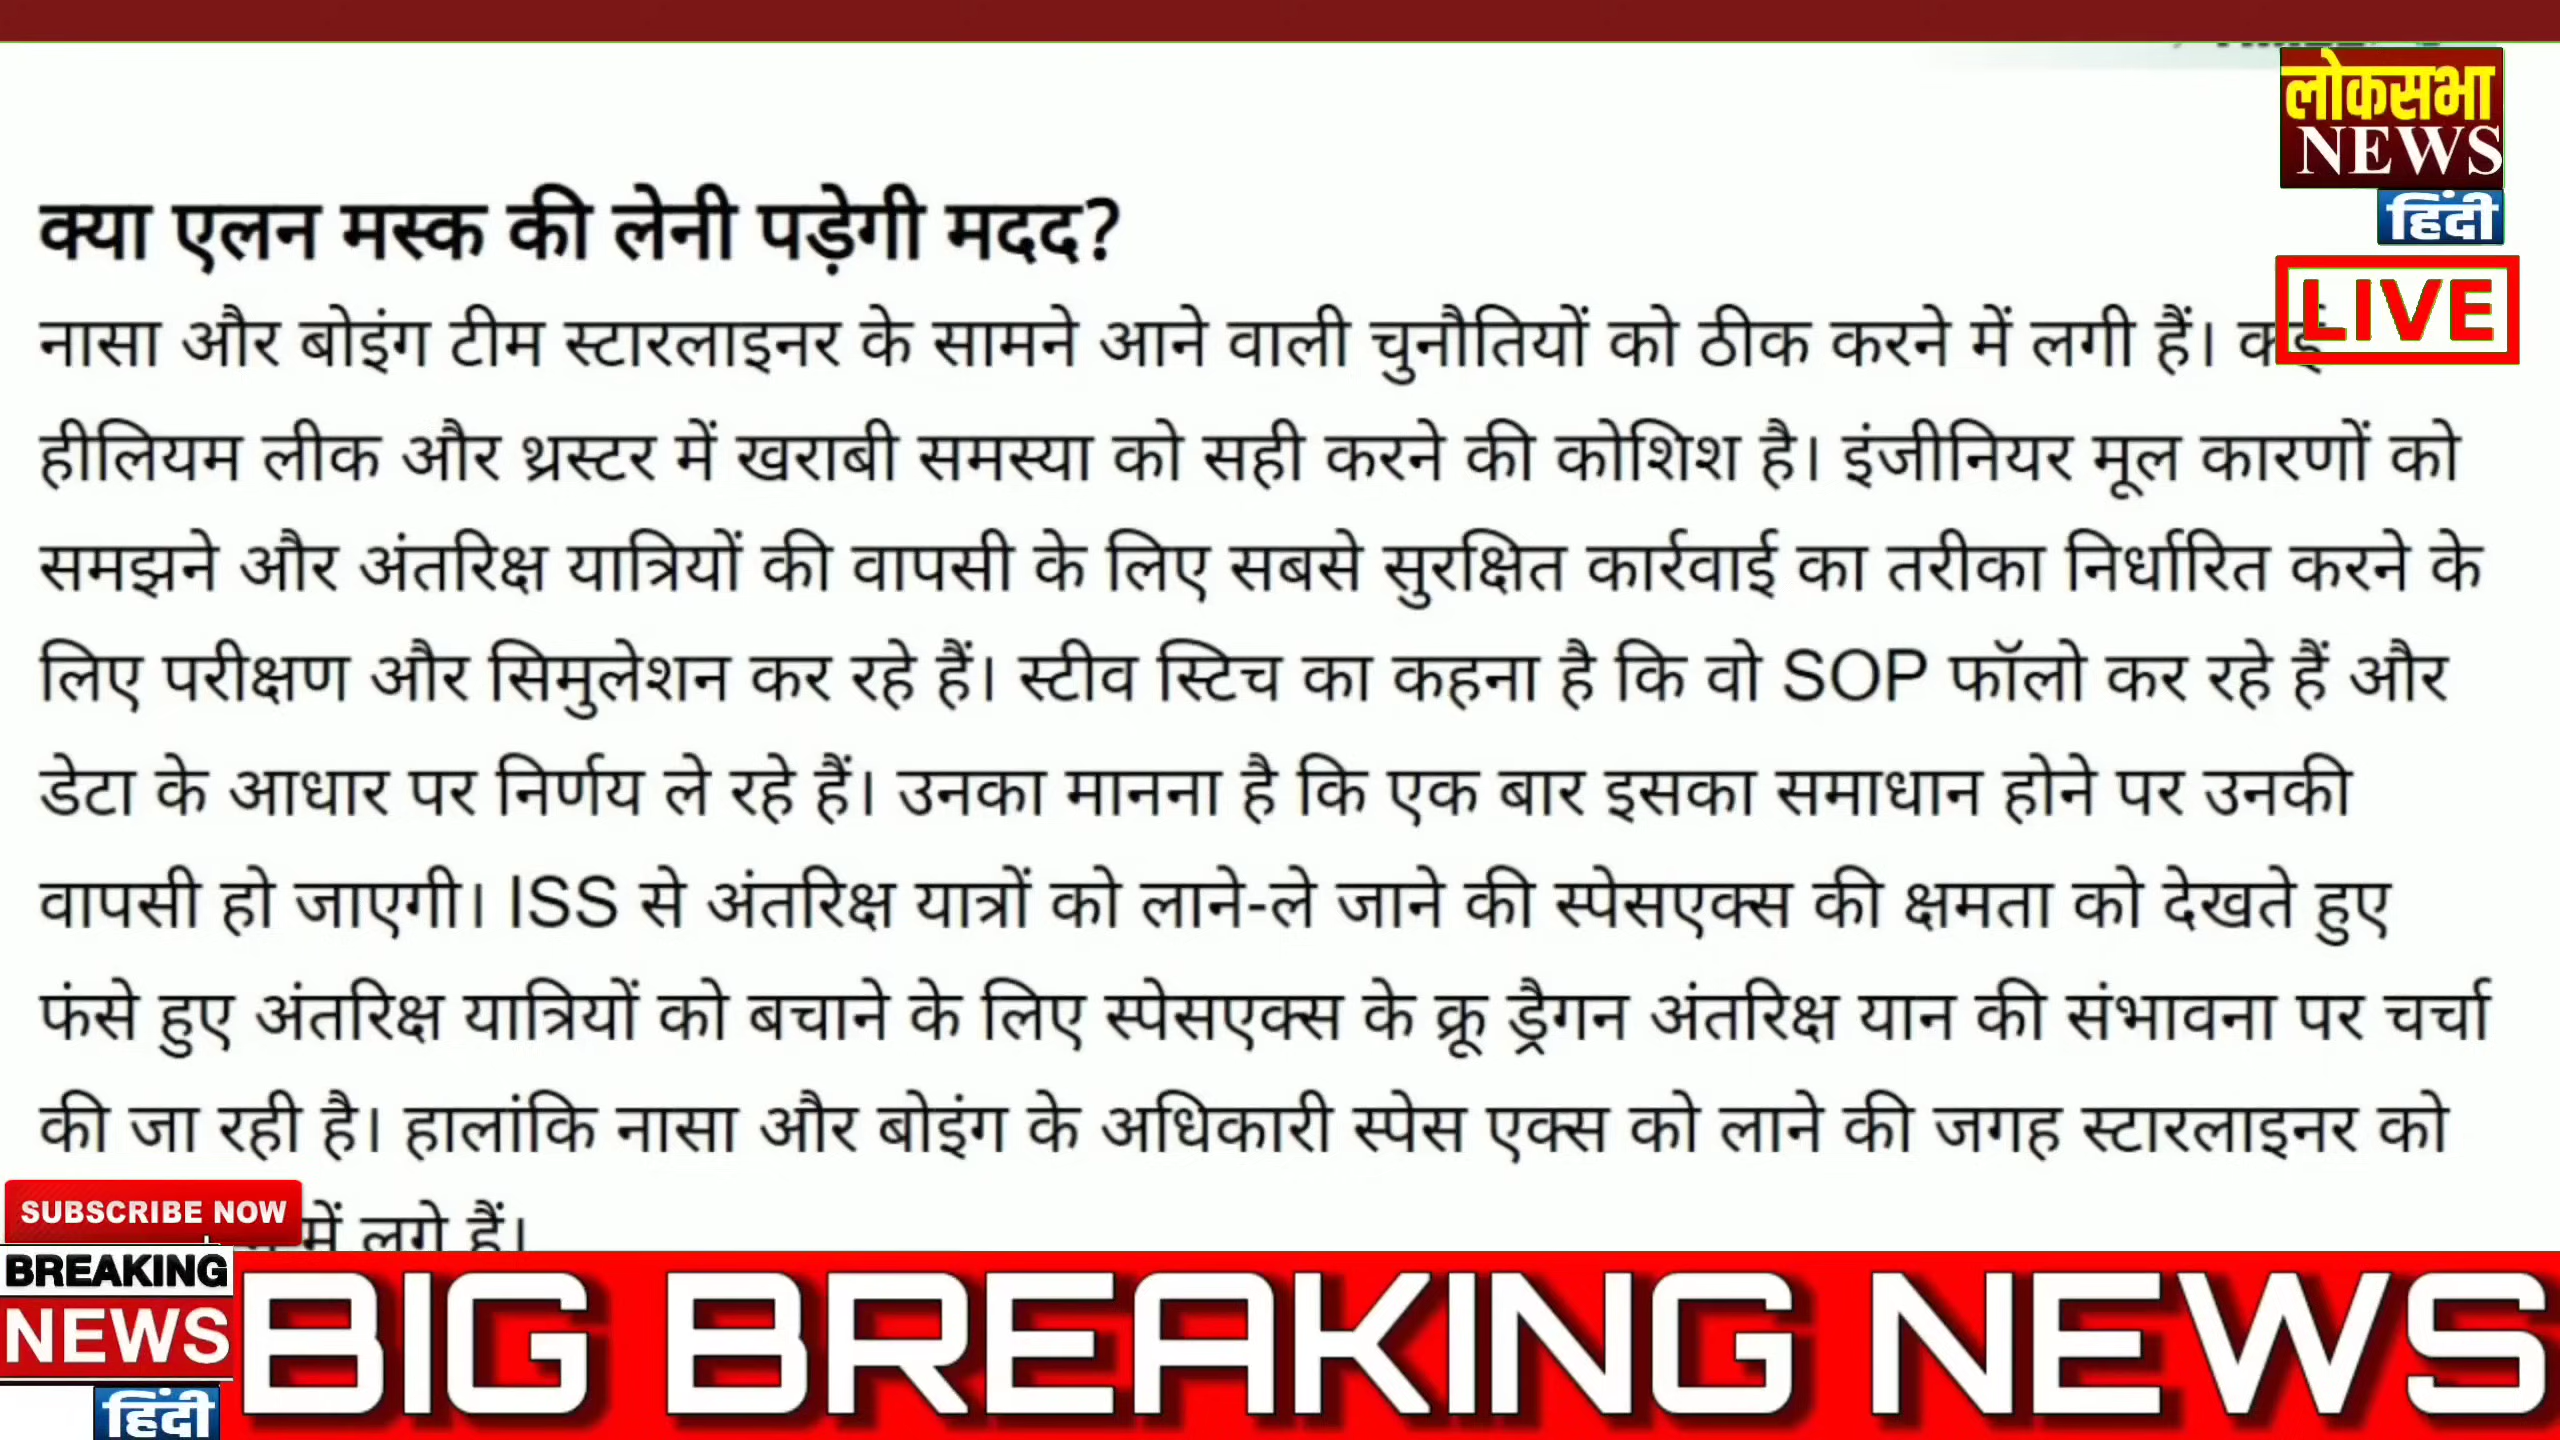 लोकसभा
NEWS
हिंदी
LIVE
क्या एलन मस्क की लेनी पड़ेगी मदद?
नासा और बोइंग टीम स्टारलाइनर के सामने आने वाली चुनौतियों को ठीक करने में लगी हैं। कई
हीलियम लीक और थ्रस्टर में खराबी समस्या को सही करने की कोशिश है। इंजीनियर मूल कारणों को
समझने और अंतरिक्ष यात्रियों की वापसी के लिए सबसे सुरक्षित कार्रवाई का तरीका निर्धारित करने के
लिए परीक्षण और सिमुलेशन कर रहे हैं। स्टीव स्टिच का कहना है कि वो SOP फॉलो कर रहे हैं और
डेटा के आधार पर निर्णय ले रहे हैं। उनका मानना है कि एक बार इसका समाधान होने पर उनकी
वापसी हो जाएगी। ISS से अंतरिक्ष यात्रों को लाने-ले जाने की स्पेसएक्स की क्षमता को देखते हुए
फंसे हुए अंतरिक्ष यात्रियों को बचाने के लिए स्पेसएक्स के क्रू ड्रैगन अंतरिक्ष यान की संभावना पर चर्चा
की जा रही है। हालांकि नासा और बोइंग के अधिकारी स्पेस एक्स को लाने की जगह स्टारलाइनर को
में लगे हैं।
SUBSCRIBE NOW
BREAKING
NEWS
हिंदी
BIG BREAKING NEWS